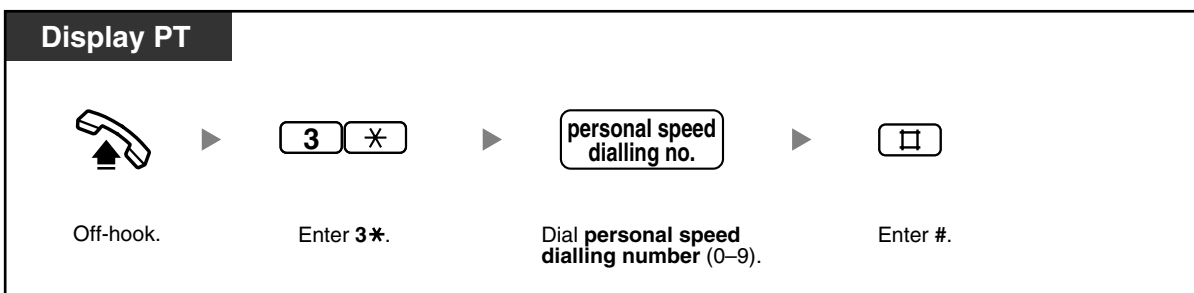 Display PT
3 ✳
personal speed
dialling no.
#
Off-hook.
Enter 3✳.
Dial personal speed
dialling number (0–9).
Enter #.